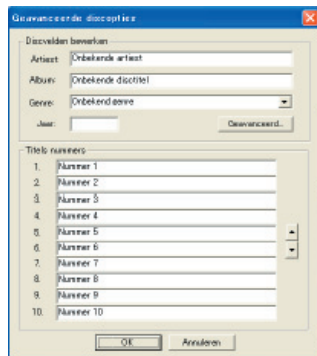 Geavanceerde discopties
Discvelden bewerken
Artiest: Onbekende artiest
Album: Onbekende disctitel
Genre: Onbekend genre
Jaar: Geavanceerd..
Titels nummers
1. Nummer 1
2. Nummer 2
3. Nummer 3
4. Nummer 4
5. Nummer 5
6. Nummer 6
7. Nummer 7
8. Nummer 8
9. Nummer 9
10. Nummer 10
OK Annuleren